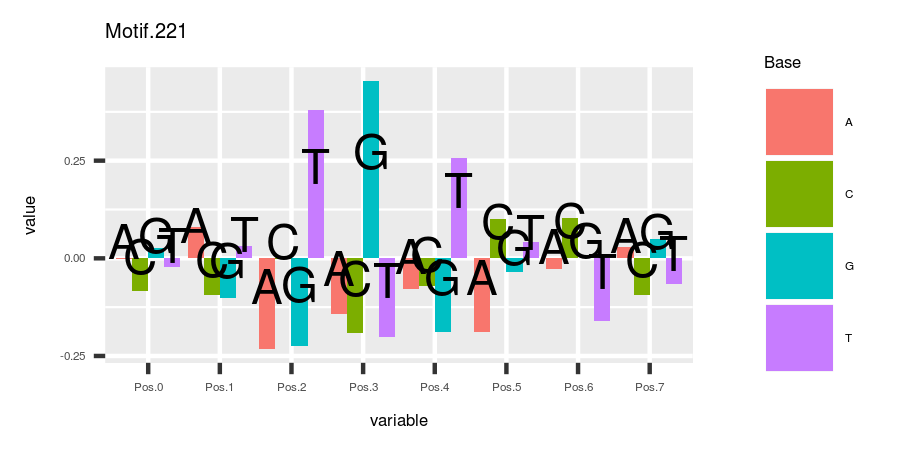 Motif.221
value
0.25
0.00
-0.25
A C G T A C G T A C G T A C G T A C G T A C G T A C G T A C G T
Pos.0 Pos.1 Pos.2 Pos.3 Pos.4 Pos.5 Pos.6 Pos.7
variable
Base
A
C
G
T